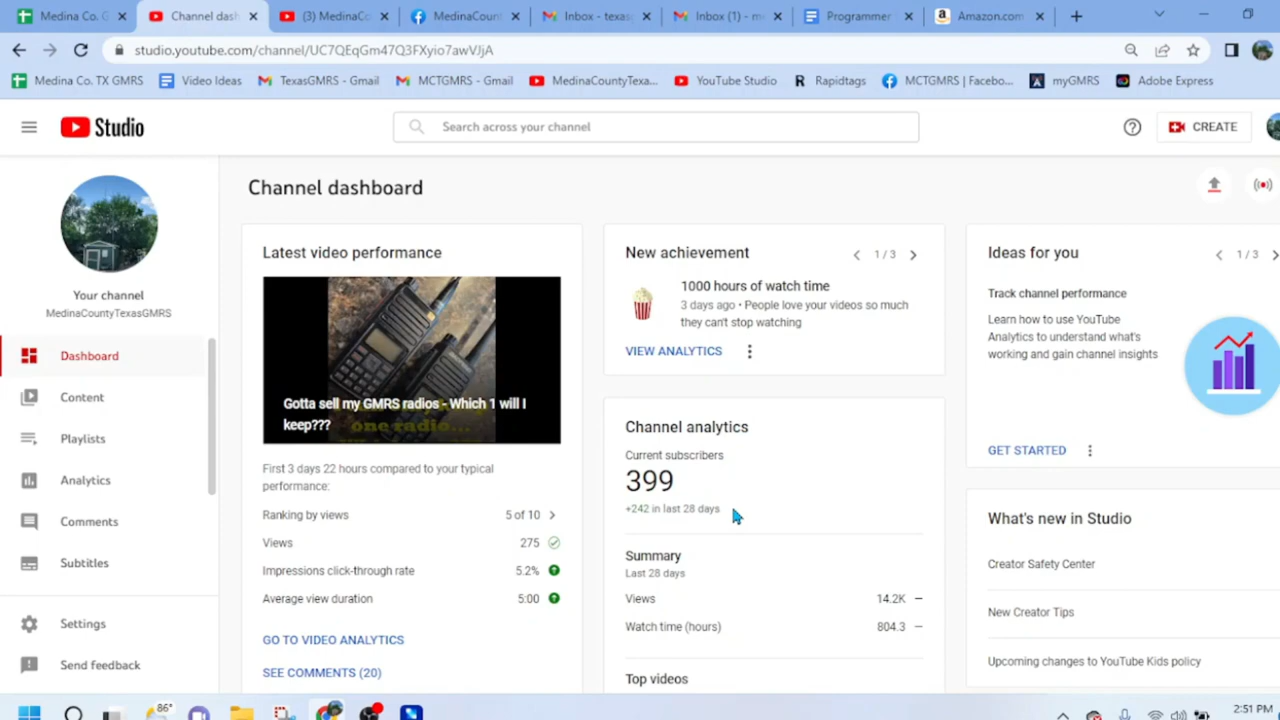 Medina Co. G
Channel dash
(3) MedinaCo
MedinaCoun
Inbox - texas
Inbox (1) - m
Programmer
Amazon.com
studio.youtube.com/channel/UC7QEqGm47Q3FXyio7awVJjA
Medina Co. TX GMRS
Video Ideas
TexasGMRS - Gmail
MCTGMRS - Gmail
MedinaCountyTexa...
YouTube Studio
Rapidtags
MCTGMRS | Facebo...
myGMRS
Adobe Express
Studio
Search across your channel
CREATE
Your channel
MedinaCountyTexasGMRS
Dashboard
Content
Playlists
Analytics
Comments
Subtitles
Settings
Send feedback
Channel dashboard
Latest video performance
Gotta sell my GMRS radios - Which 1 will I
keep???
one radio...
First 3 days 22 hours compared to your typical
performance:
Ranking by views 5 of 10
Views 275
Impressions click-through rate 5.2%
Average view duration 5:00
GO TO VIDEO ANALYTICS
SEE COMMENTS (20)
New achievement 1/3
1000 hours of watch time
3 days ago • People love your videos so much
they can't stop watching
VIEW ANALYTICS
Channel analytics
Current subscribers
399
+242 in last 28 days
Summary
Last 28 days
Views 14.2K —
Watch time (hours) 804.3 —
Top videos
Ideas for you 1/3
Track channel performance
Learn how to use YouTube
Analytics to understand what's
working and gain channel insights
GET STARTED
What's new in Studio
Creator Safety Center
New Creator Tips
Upcoming changes to YouTube Kids policy
86°
2:51 PM